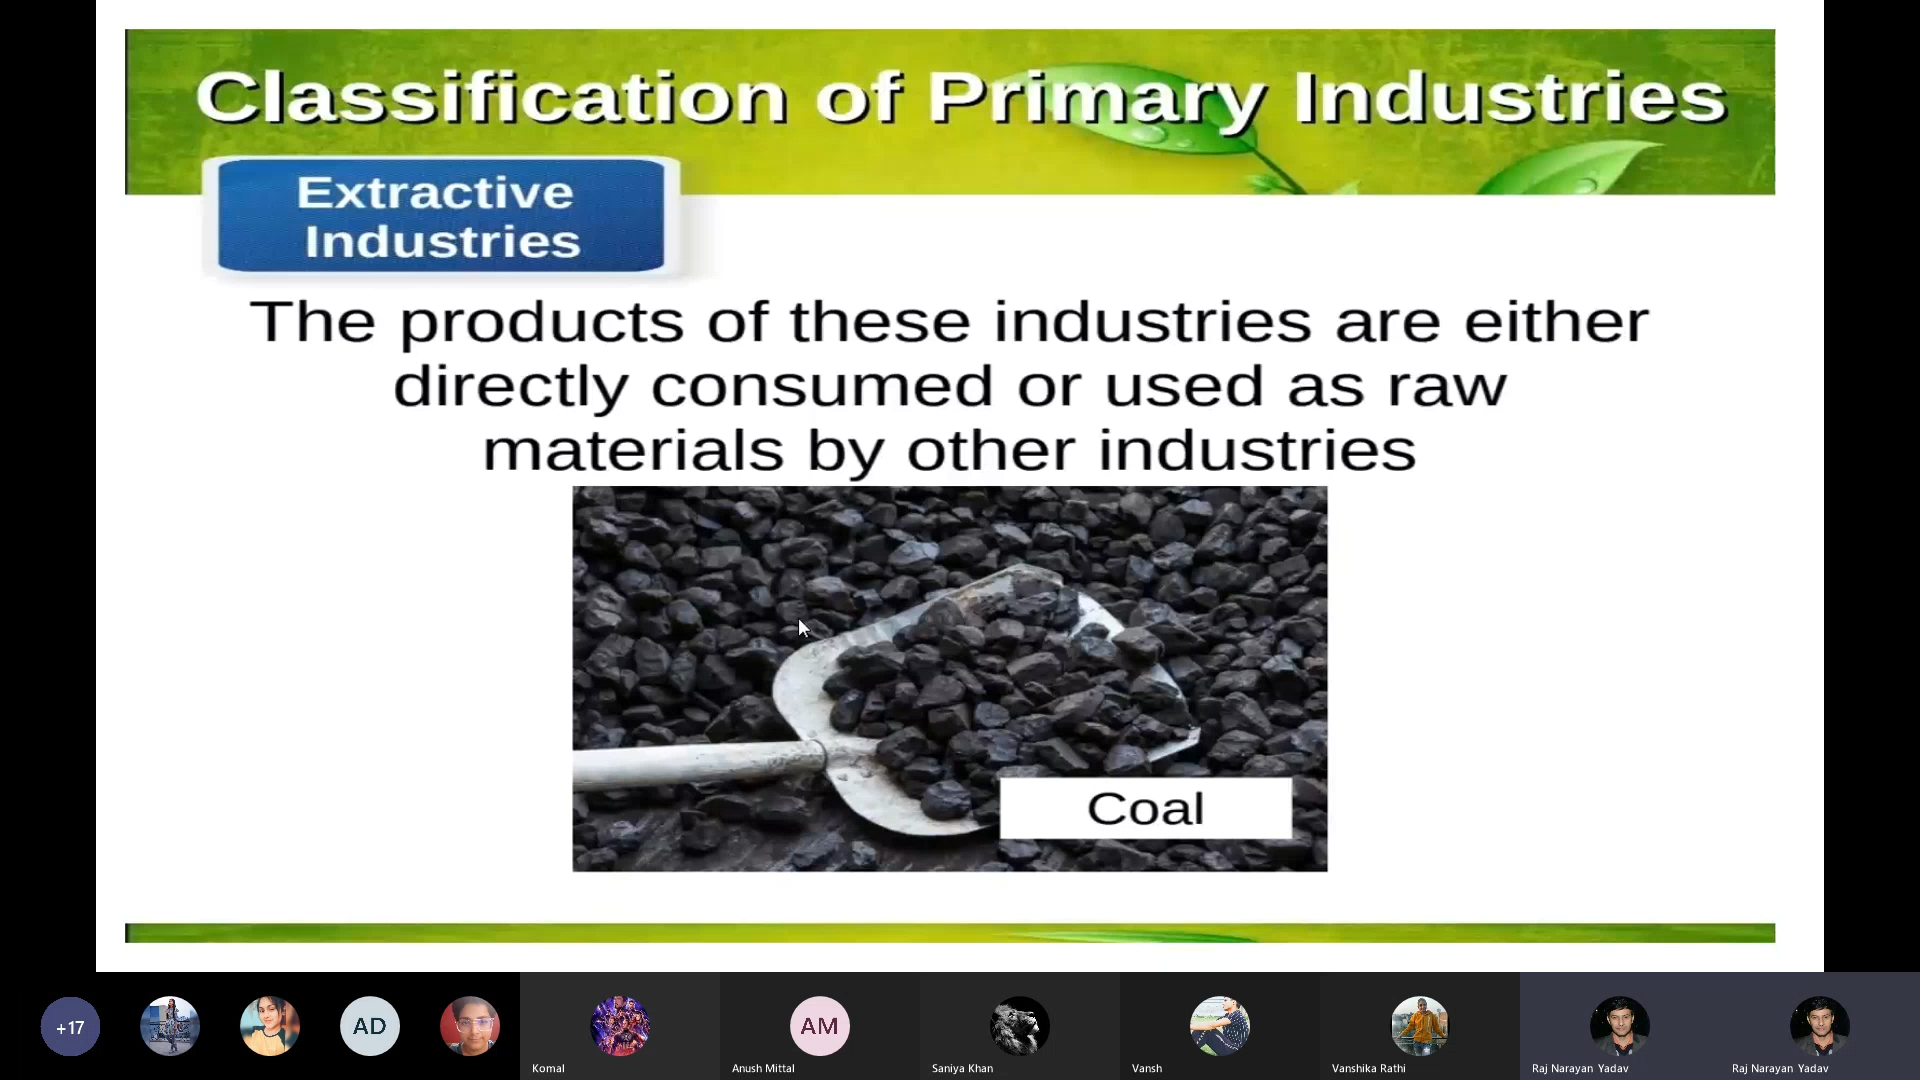 Classification of Primary Industries
Extractive
Industries
The products of these industries are either
directly consumed or used as raw
materials by other industries
Coal
+17
AD
AM
Komal
Anush Mittal
Saniya Khan
Vansh
Vanshika Rathi
Raj Narayan Yadav
Raj Narayan Yadav